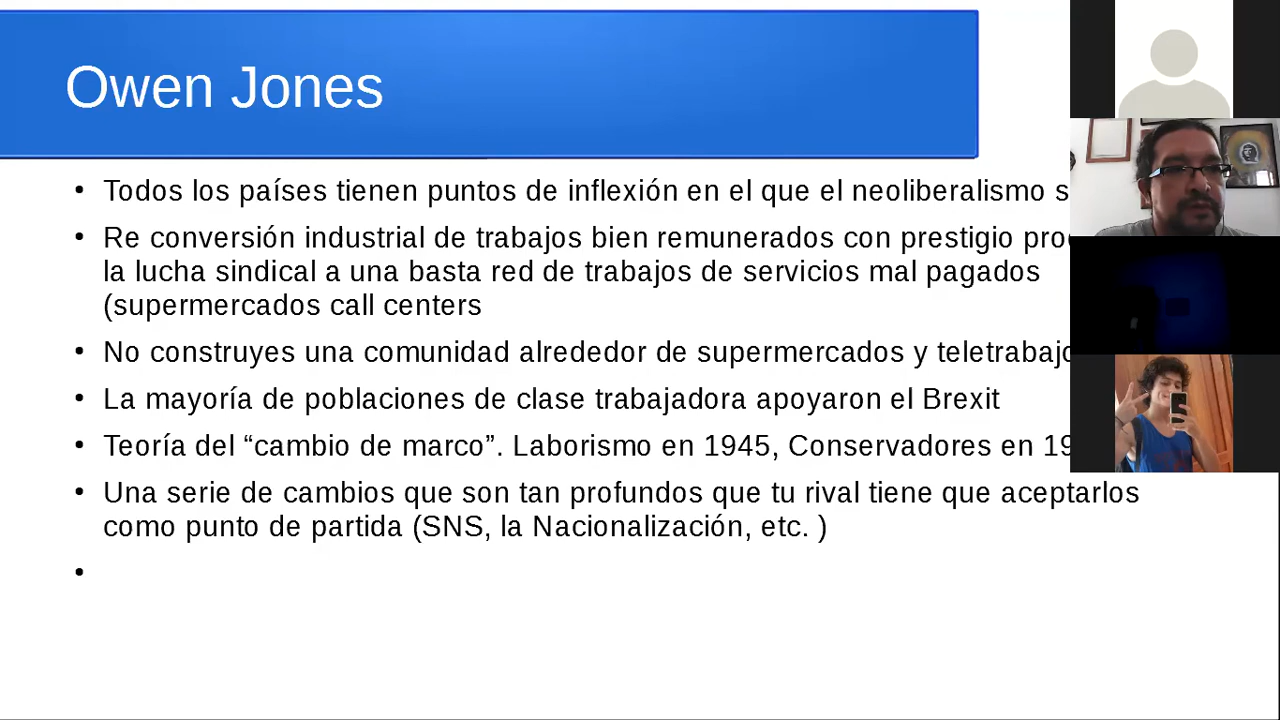 Owen Jones
Todos los países tienen puntos de inflexión en el que el neoliberalismo
Re conversión industrial de trabajos bien remunerados con prestigio
la lucha sindical a una basta red de trabajos de servicios mal pagados
(supermercados call centers
No construyes una comunidad alrededor de supermercados y
La mayoría de poblaciones de clase trabajadora apoyaron el Brexit
Teoría del “cambio de marco”. Laborismo en 1945, Conservadores en
Una serie de cambios que son tan profundos que tu rival tiene que aceptarlos
como punto de partida (SNS, la Nacionalización, etc. )